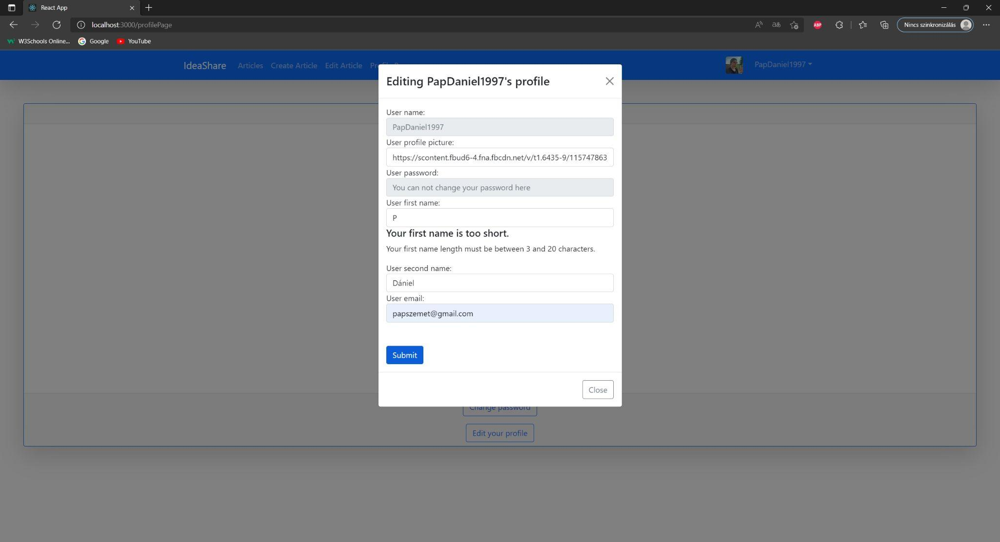 React App
localhost:3000/profilePage
ABP
Nincs szinkronizálás
W3Schools Online...
Google
YouTube
IdeaShare
Articles
Create Article
Edit Article
PapDaniel1997
Editing PapDaniel1997's profile
User name:
PapDaniel1997
User profile picture:
https://scontent.fbud6-4.fna.fbcdn.net/v/t1.6435-9/115747863
User password:
You can not change your password here
User first name:
P
Your first name is too short.
Your first name length must be between 3 and 20 characters.
User second name:
Dániel
User email:
papszemet@gmail.com
Submit
Close
Change password
Edit your profile